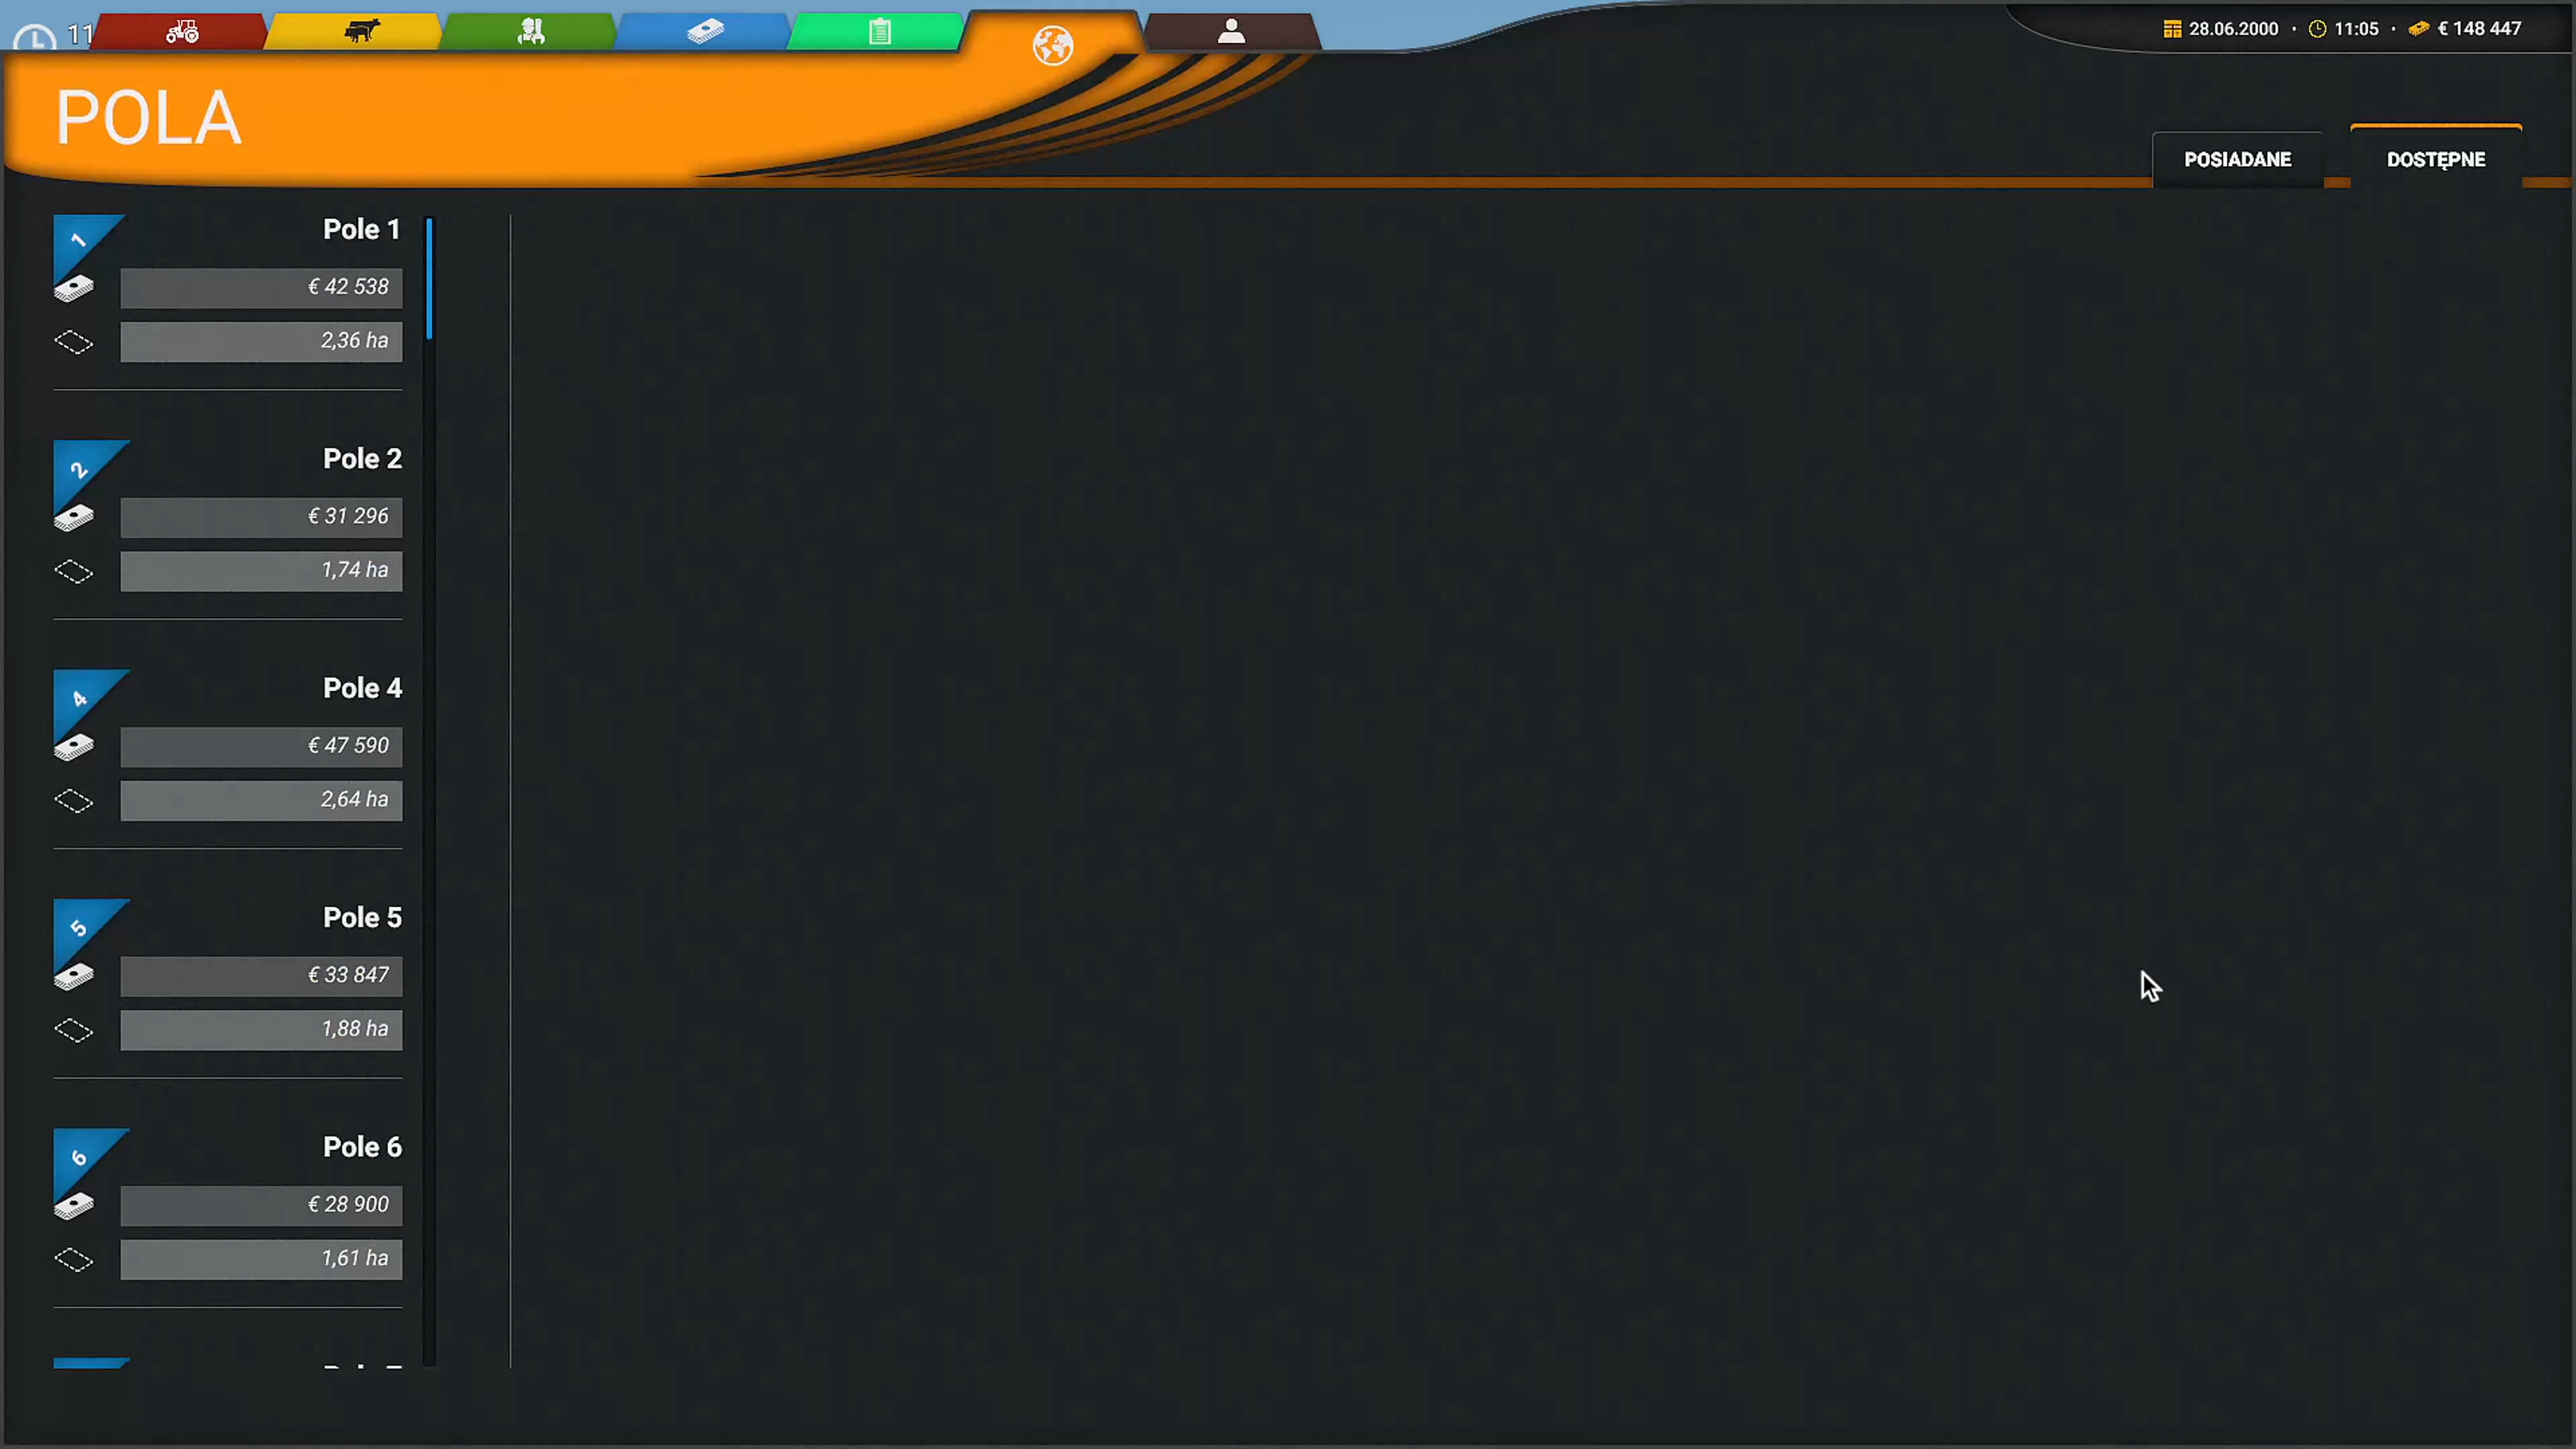 11
28.06.2000 · 11:05 · € 148 447
POLA
POSIADANE
DOSTĘPNE
1
Pole 1
€ 42 538
2,36 ha
2
Pole 2
€ 31 296
1,74 ha
4
Pole 4
€ 47 590
2,64 ha
5
Pole 5
€ 33 847
1,88 ha
6
Pole 6
€ 28 900
1,61 ha